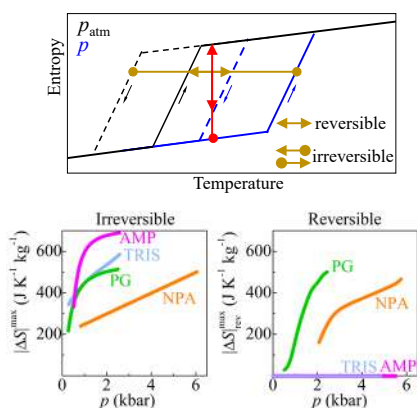 p_atm
p
Entropy
reversible
irreversible
Temperature
Irreversible
Reversible
|ΔS|^max (J K⁻¹ kg⁻¹)
600
400
200
AMP
TRIS
PG
NPA
0 2 4 6
p (kbar)
|ΔS|_rev^max (J K⁻¹ kg⁻¹)
600
400
200
PG
NPA
TRIS AMP
0 2 4 6
p (kbar)